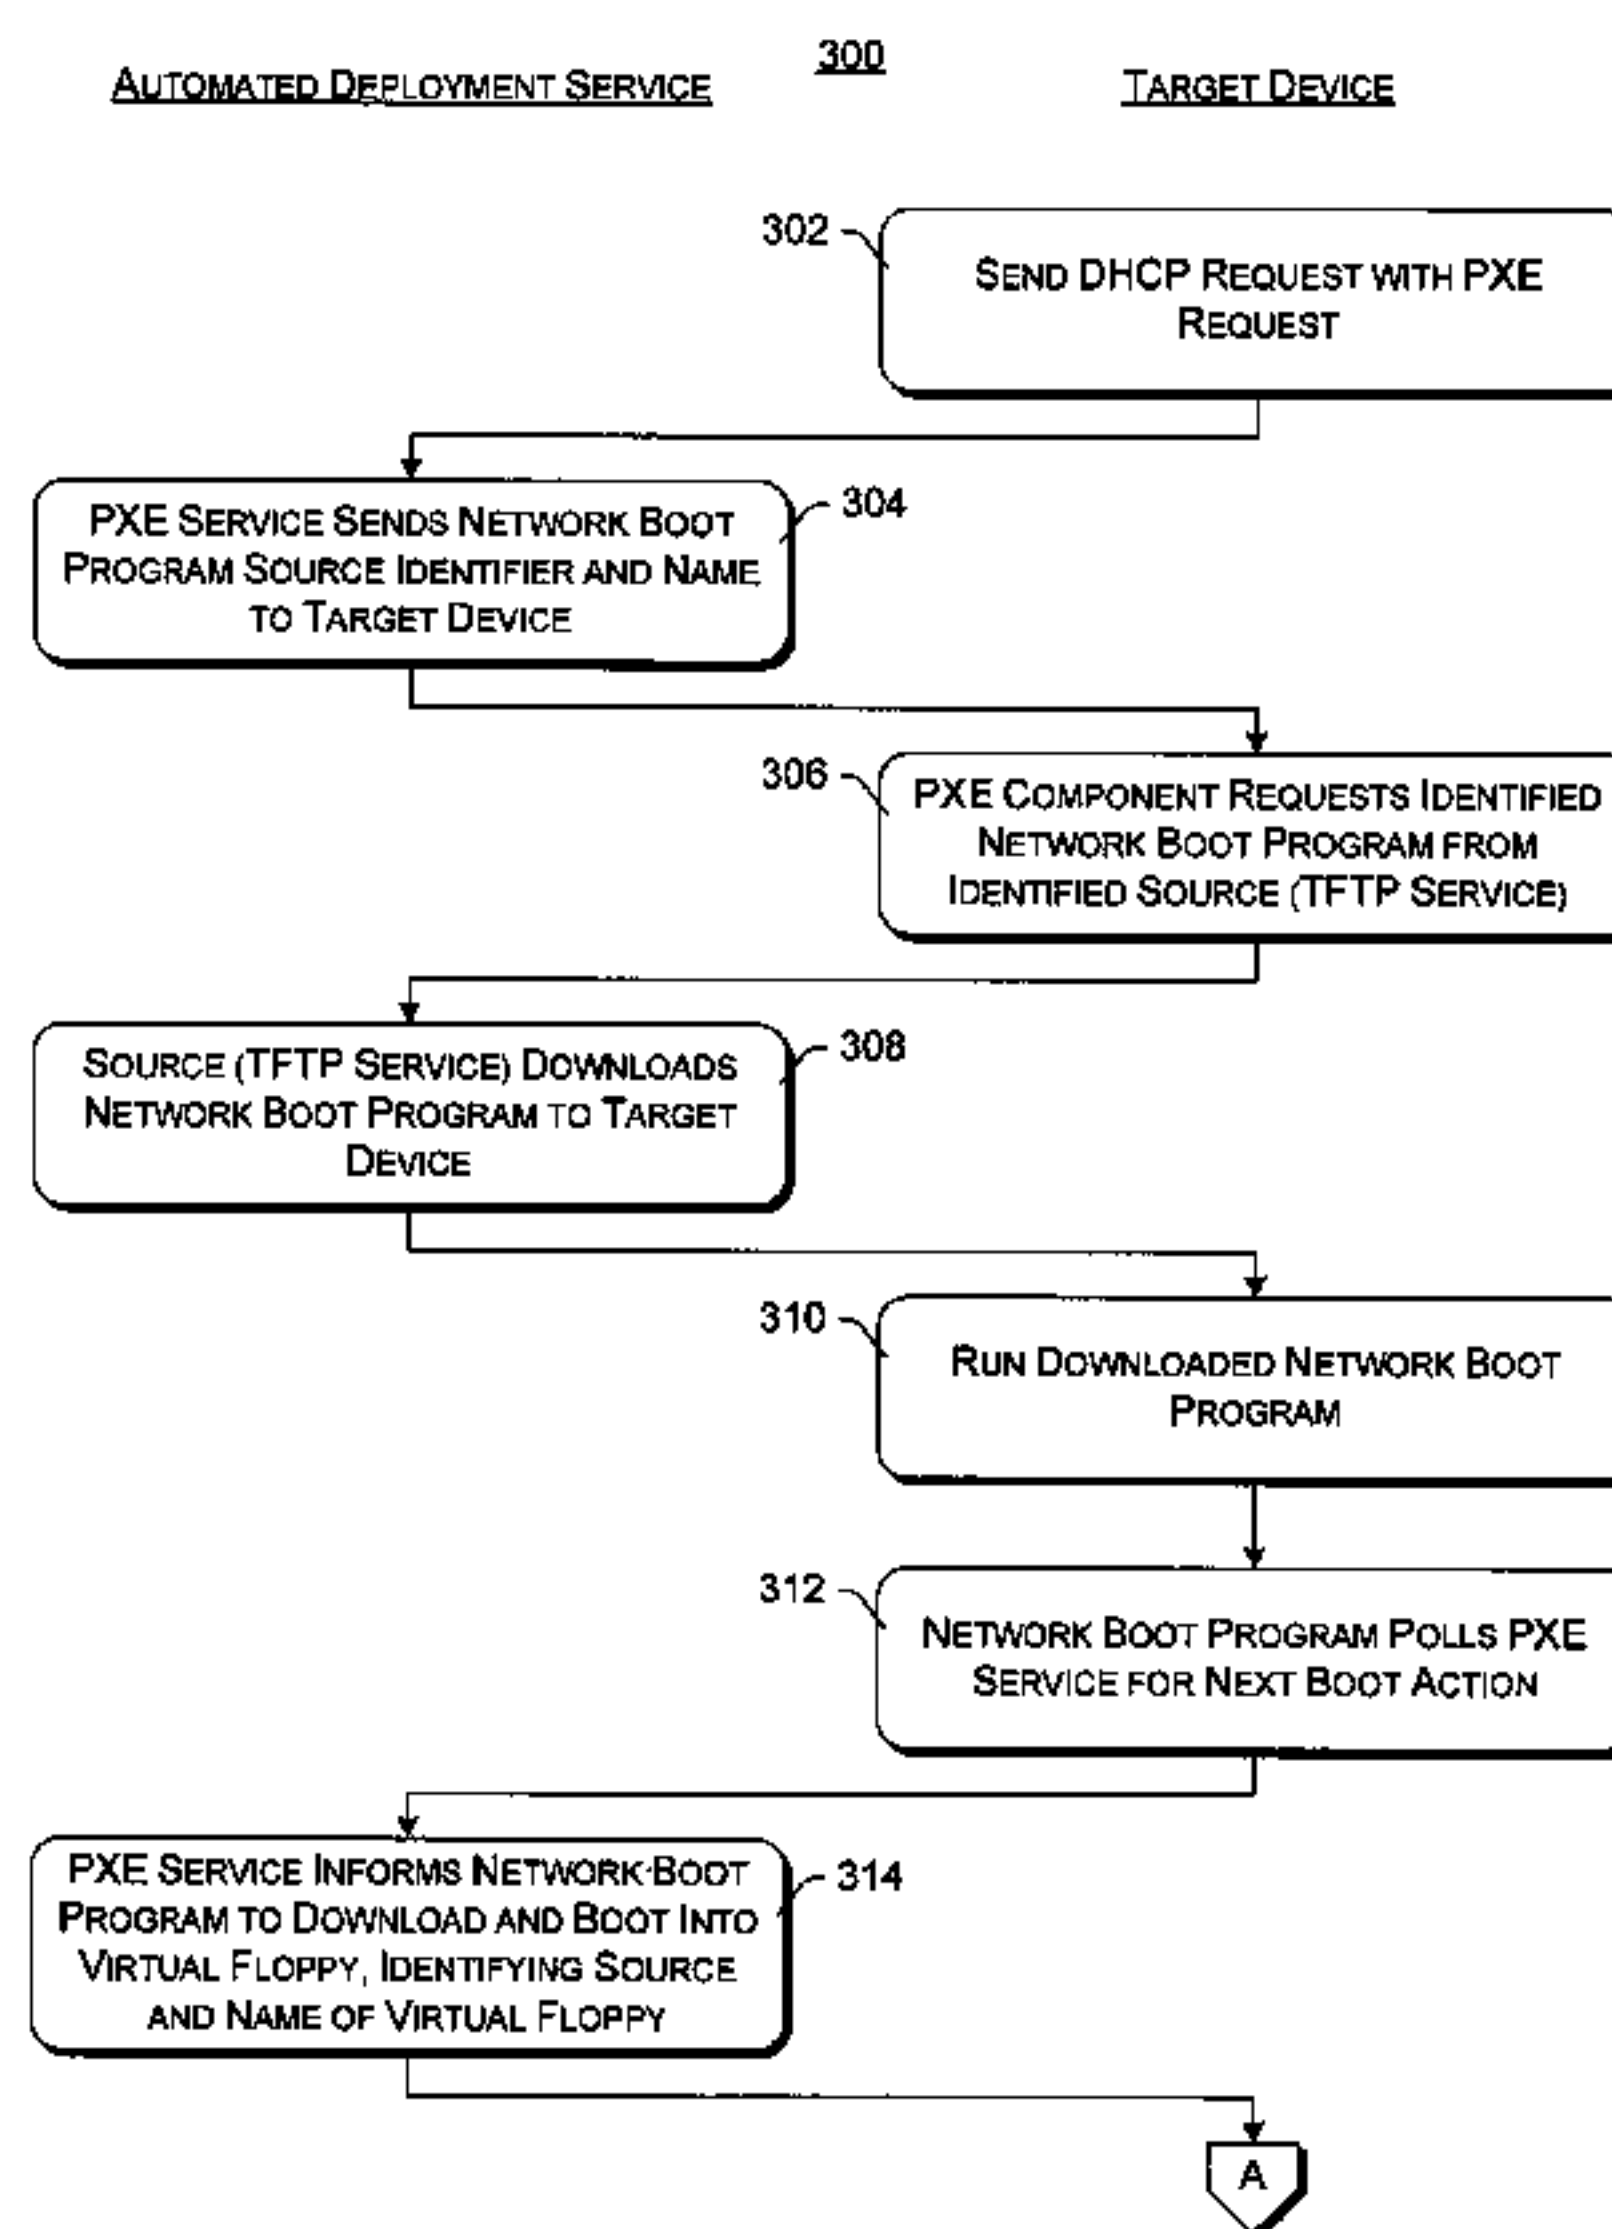 300
AUTOMATED DEPLOYMENT SERVICE
TARGET DEVICE
302
SEND DHCP REQUEST WITH PXE
REQUEST
PXE SERVICE SENDS NETWORK BOOT
PROGRAM SOURCE IDENTIFIER AND NAME
TO TARGET DEVICE
304
306
PXE COMPONENT REQUESTS IDENTIFIED
NETWORK BOOT PROGRAM FROM
IDENTIFIED SOURCE (TFTP SERVICE)
SOURCE (TFTP SERVICE) DOWNLOADS
NETWORK BOOT PROGRAM TO TARGET
DEVICE
308
310
RUN DOWNLOADED NETWORK BOOT
PROGRAM
312
NETWORK BOOT PROGRAM POLLS PXE
SERVICE FOR NEXT BOOT ACTION
PXE SERVICE INFORMS NETWORK BOOT
PROGRAM TO DOWNLOAD AND BOOT INTO
VIRTUAL FLOPPY, IDENTIFYING SOURCE
AND NAME OF VIRTUAL FLOPPY
314
A